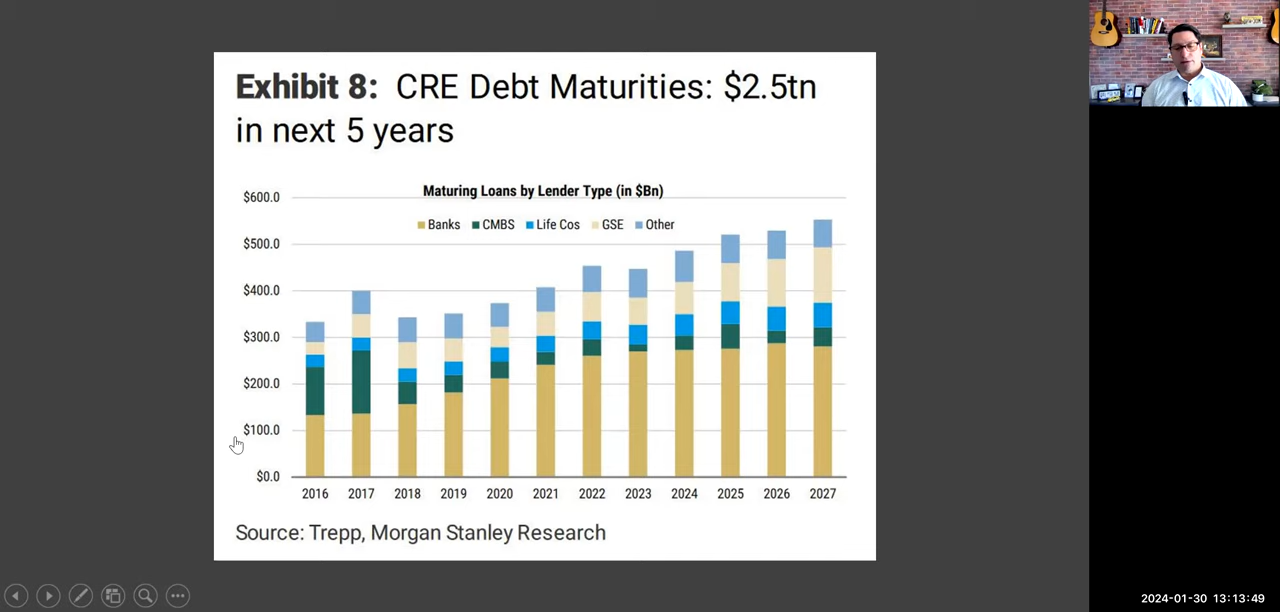 Exhibit 8: CRE Debt Maturities: $2.5tn
in next 5 years
Maturing Loans by Lender Type (in $Bn)
Banks CMBS Life Cos GSE Other
$600.0
$500.0
$400.0
$300.0
$200.0
$100.0
$0.0
2016 2017 2018 2019 2020 2021 2022 2023 2024 2025 2026 2027
Source: Trepp, Morgan Stanley Research
2024-01-30 13:13:49